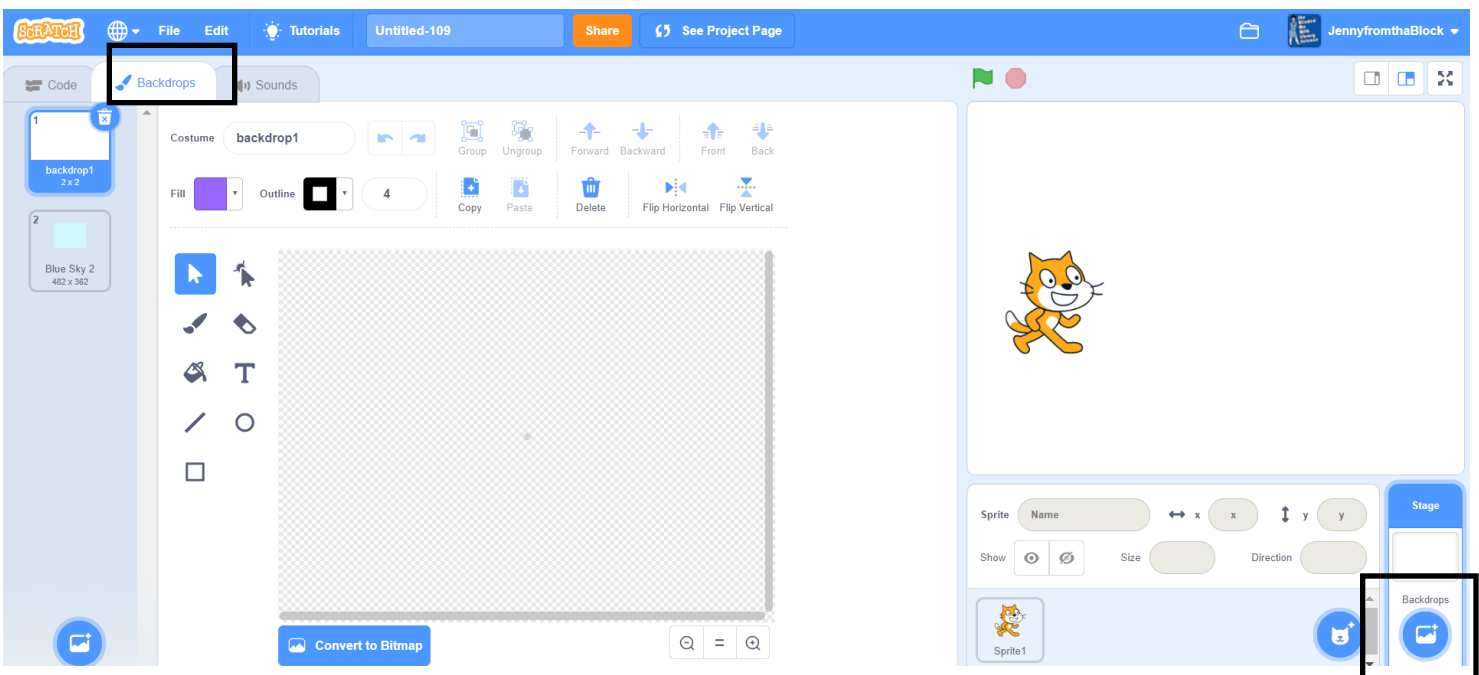 SCRATCH File Edit Tutorials Untitled-109 Share See Project Page JennyfromthaBlock
Code Backdrops Sounds
1
backdrop1
2 x 2
2
Blue Sky 2
482 x 362
Costume backdrop1 Group Ungroup Forward Backward Front Back
Fill Outline 4 Copy Paste Delete Flip Horizontal Flip Vertical
T
Convert to Bitmap
Sprite Name x x y y
Show Size Direction
Sprite1
Stage
Backdrops